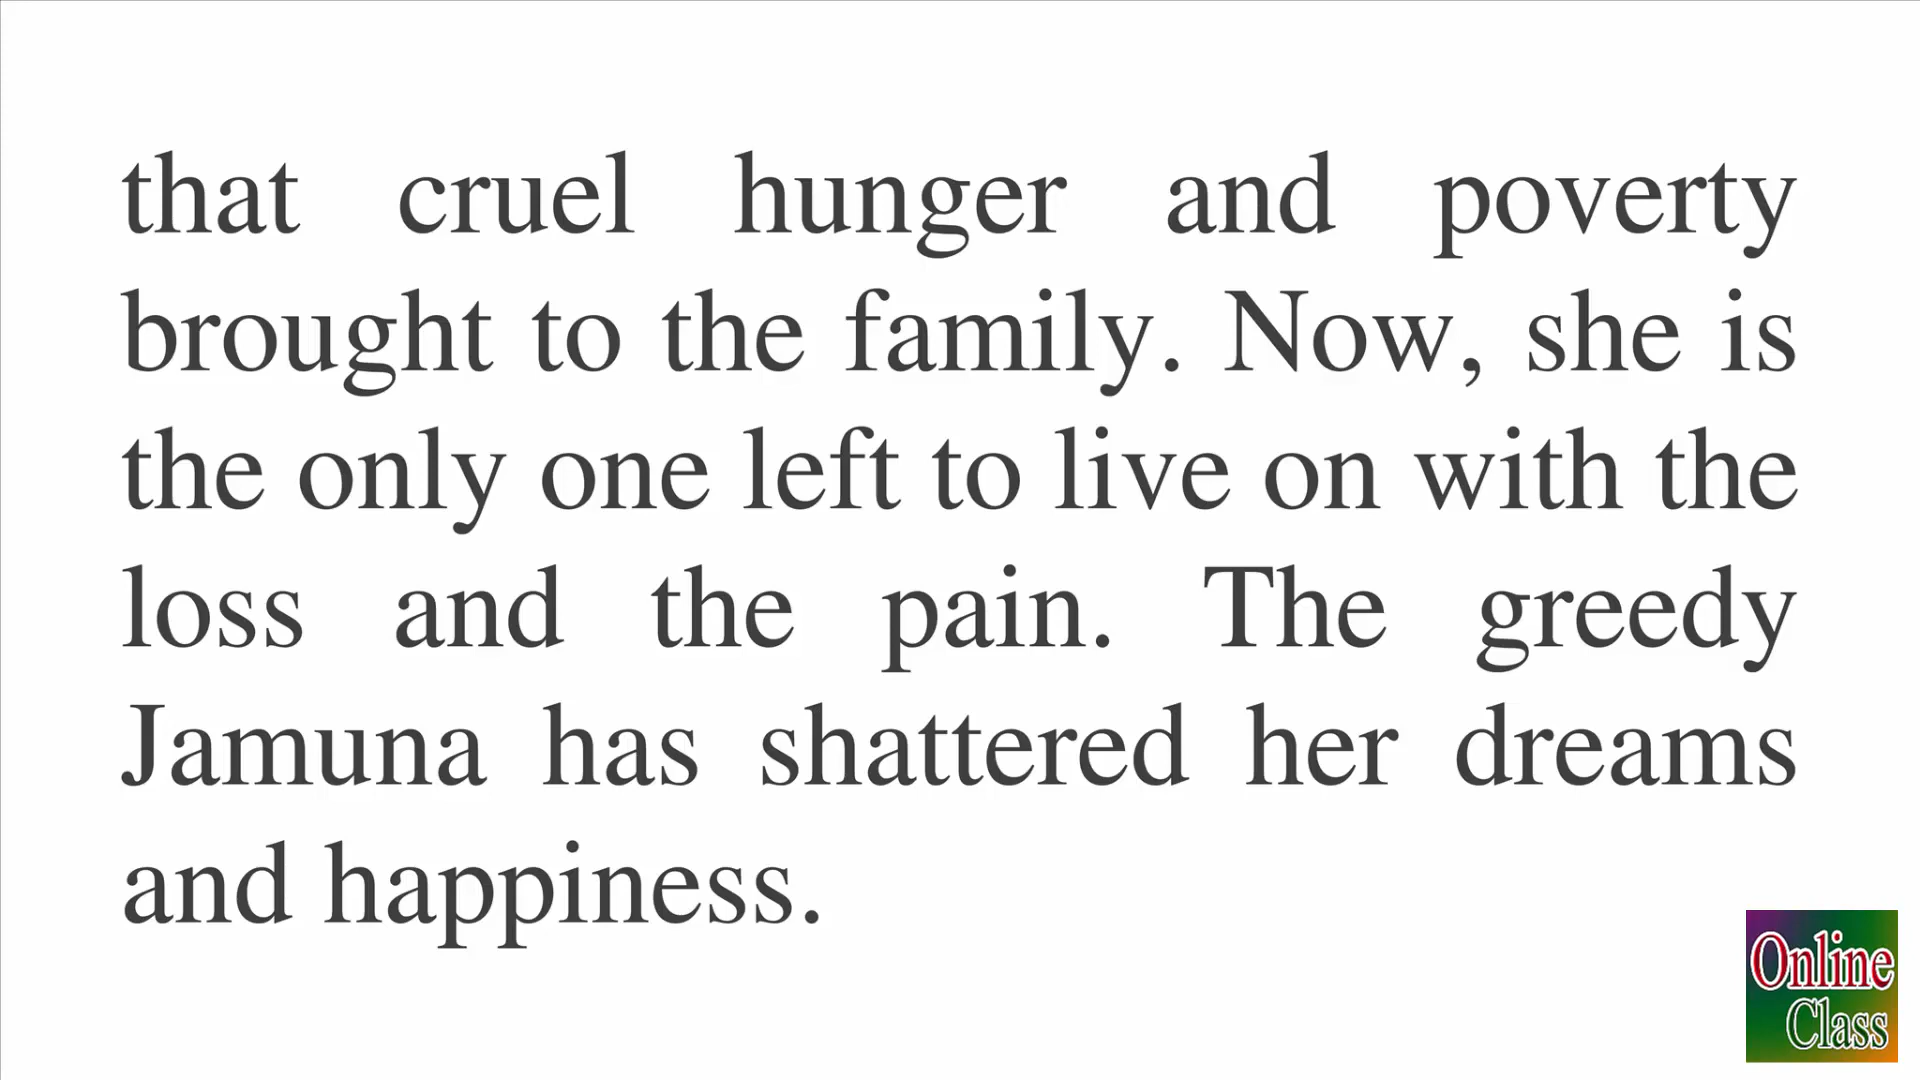 that cruel hunger and poverty
brought to the family. Now, she is
the only one left to live on with the
loss and the pain. The greedy
Jamuna has shattered her dreams
and happiness.
Online
Class